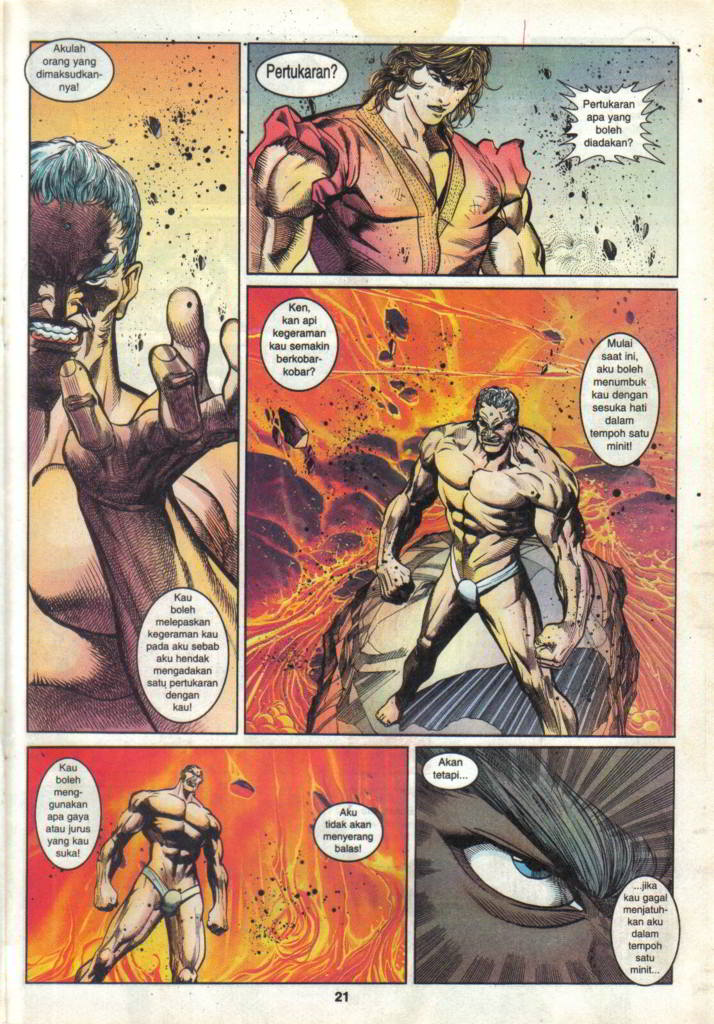 Akulah
orang yang
dimaksudkan-
nya!
Kau
boleh
melepaskan
kegeraman kau
pada aku sebab
aku hendak
mengadakan
satu pertukaran
dengan
kau!
Pertukaran?
Pertukaran
apa yang
boleh
diadakan?
Ken,
kan api
kegeraman
kau semakin
berkobar-
kobar?
Mulai
saat ini,
aku boleh
menumbuk
kau dengan
sesuka hati
dalam
tempoh satu
minit!
Kau
boleh
meng-
gunakan
apa gaya
atau jurus
yang kau
suka!
Aku
tidak akan
menyerang
balas!
Akan
tetapi...
...jika
kau gagal
menjatuh-
kan aku
dalam
tempoh
satu
minit...
21